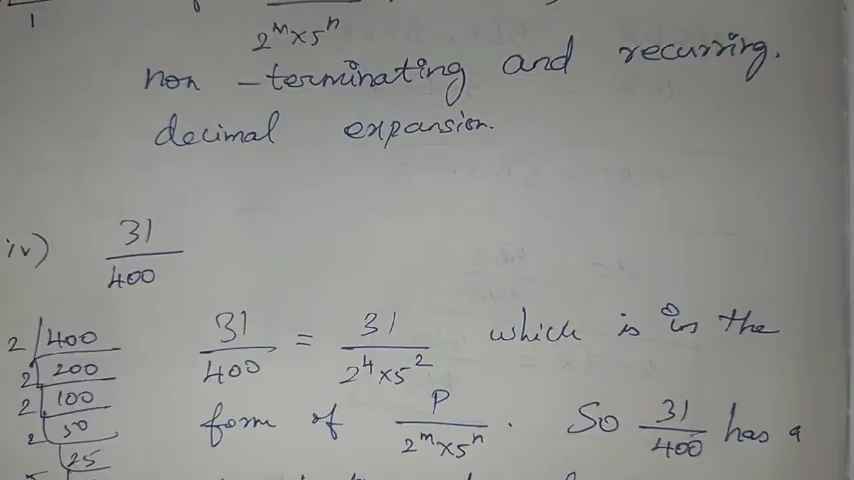 1
2^m × 5^n
non - terminating and recurring.
decimal expansion.
iv) 31/400
2 | 400
2 | 200
2 | 100
2 | 50
5 | 25
31/400 = 31/(2^4 × 5^2) which is in the
form of P/(2^m × 5^n). So 31/400 has a